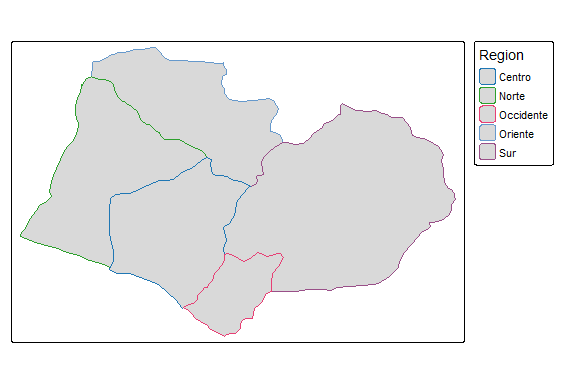 Region
Centro
Norte
Occidente
Oriente
Sur